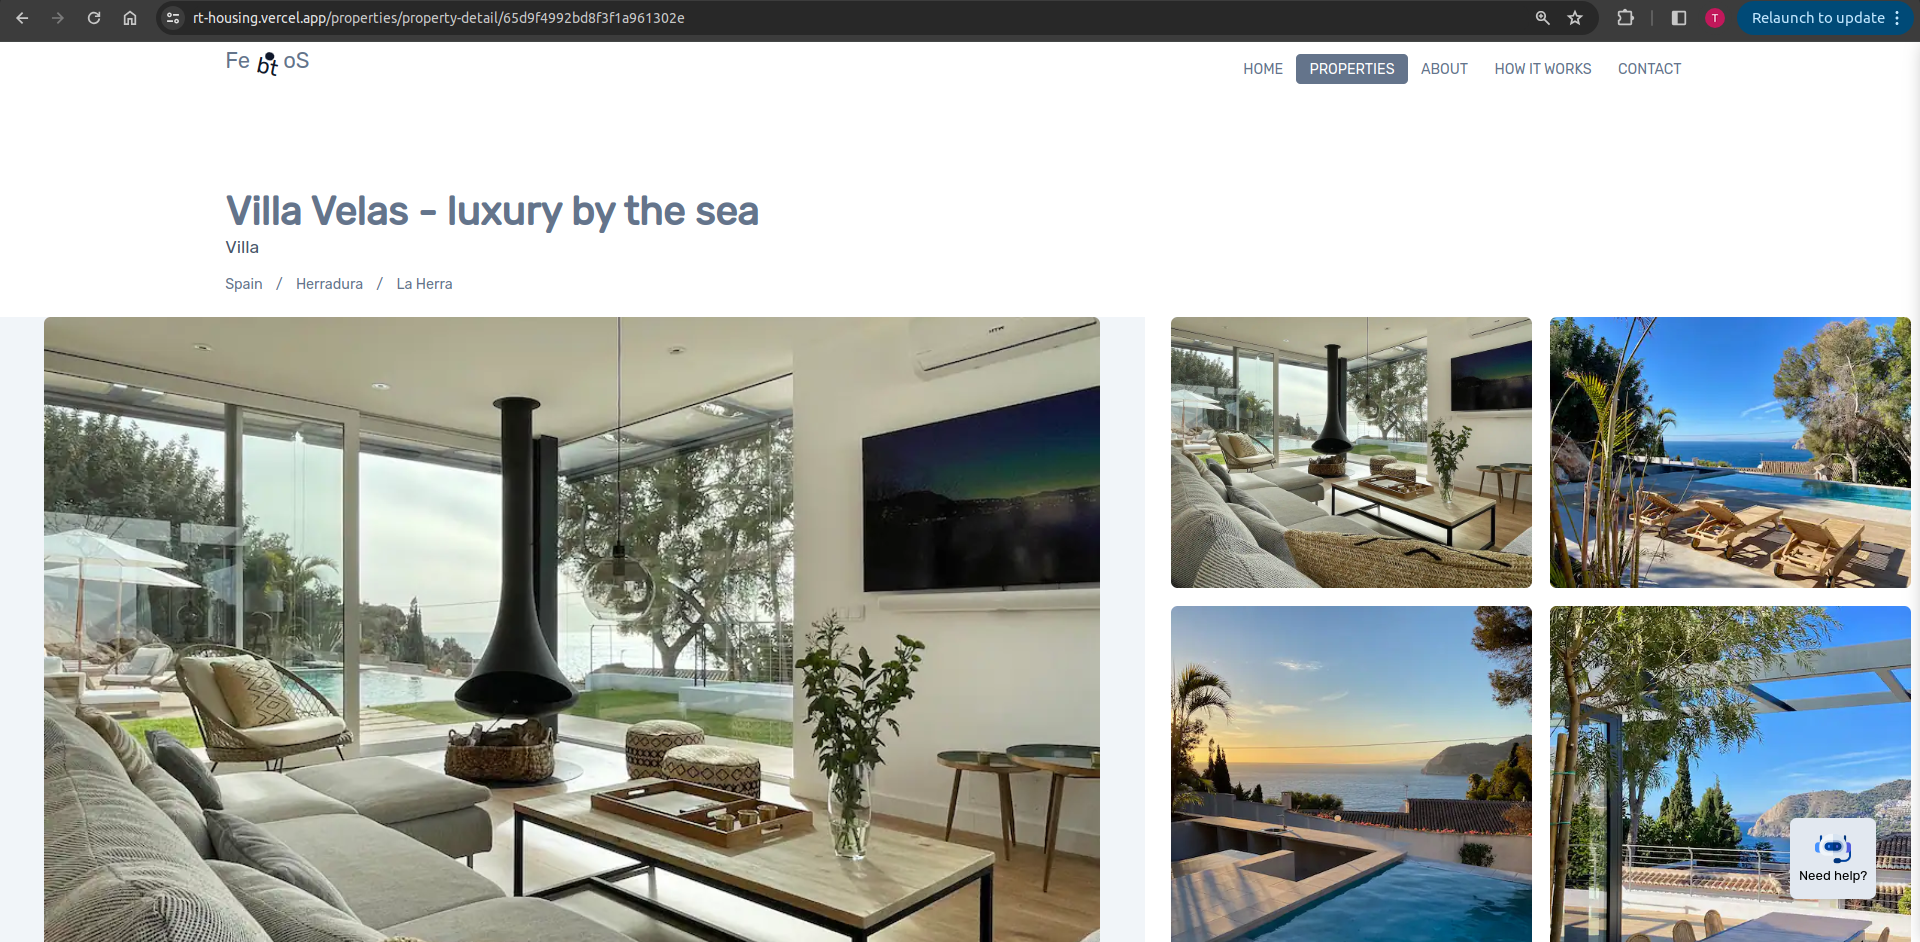 rt-housing.vercel.app/properties/property-detail/65d9f4992bd8f3f1a961302e
T
Relaunch to update
Fe bt oS
HOME PROPERTIES ABOUT HOW IT WORKS CONTACT
Villa Velas - luxury by the sea
Villa
Spain / Herradura / La Herra
Need help?